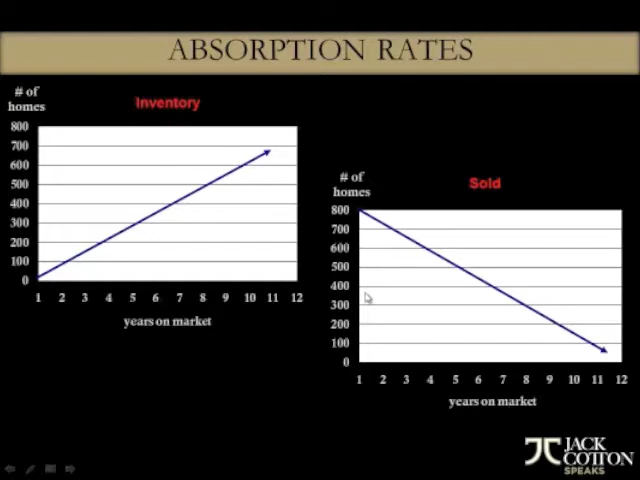 ABSORPTION RATES
# of
homes
Inventory
800
700
600
500
400
300
200
100
0
1 2 3 4 5 6 7 8 9 10 11 12
years on market
# of
homes
Sold
800
700
600
500
400
300
200
100
0
1 2 3 4 5 6 7 8 9 10 11 12
years on market
JACK
COTTON
SPEAKS